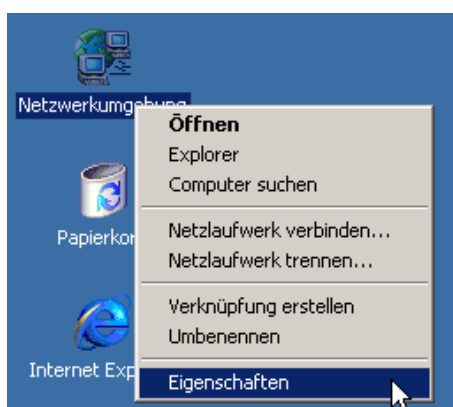 Netzwerkumgebung
Öffnen
Explorer
Computer suchen
Papierkor
Netzlaufwerk verbinden...
Netzlaufwerk trennen...
Verknüpfung erstellen
Umbenennen
Internet Exp
Eigenschaften